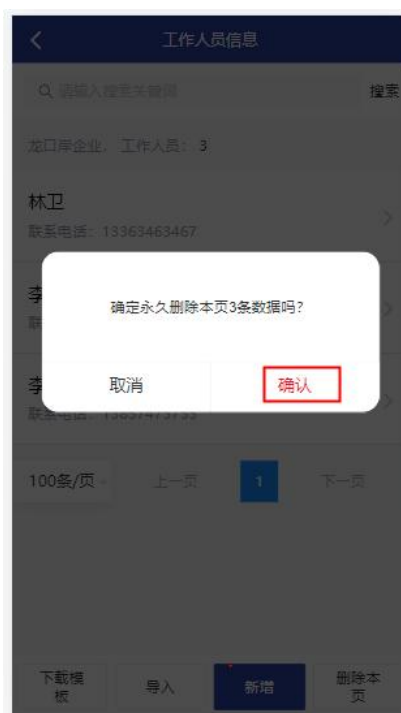 工作人员信息
请输入搜索关键词
搜索
龙口岸企业, 工作人员: 3
林卫
联系电话: 13363463467
李
联
确定永久删除本页3条数据吗?
取消
确认
李
100条/页
上一页
1
下一页
下载模
板
导入
新增
删除本
页